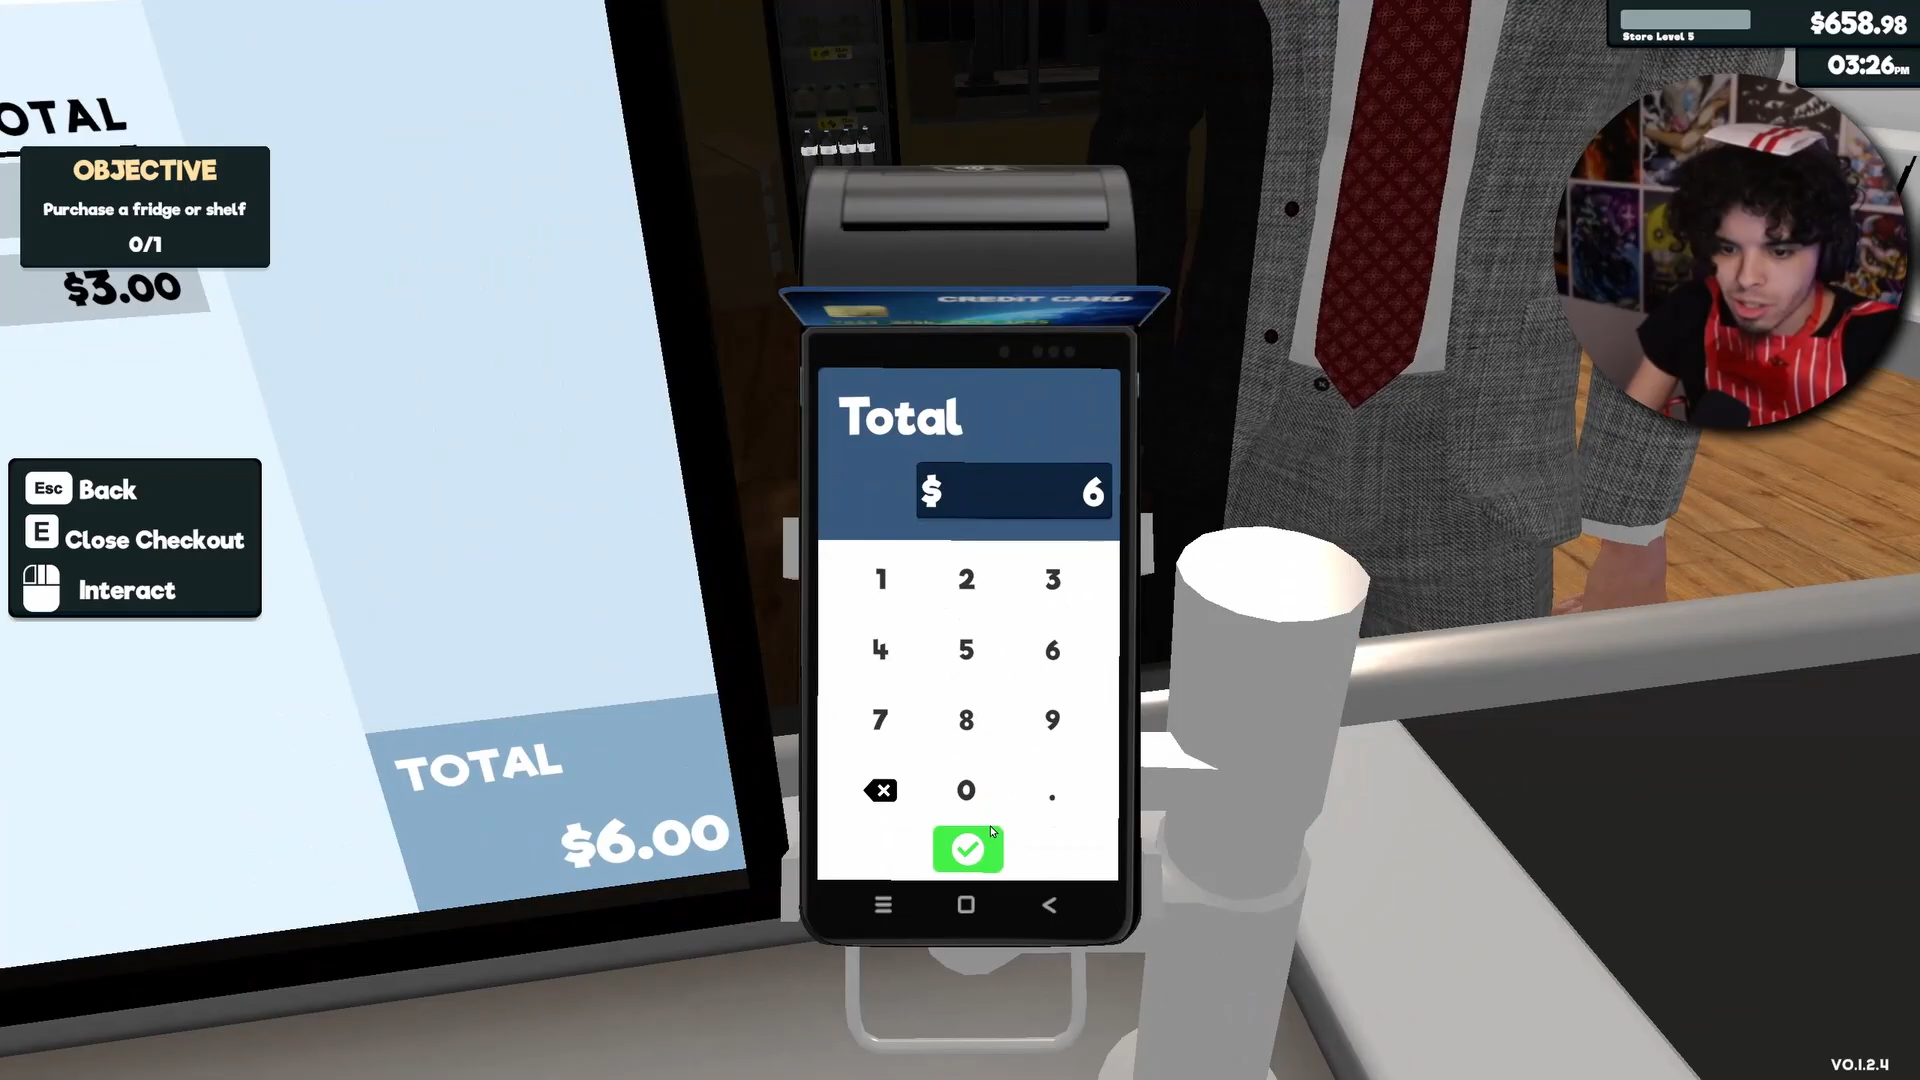 OTAL
OBJECTIVE
Purchase a fridge or shelf
0/1
$3.00
Esc Back
E Close Checkout
Interact
TOTAL
$6.00
CREDIT CARD
Total
$ 6
1 2 3
4 5 6
7 8 9
0 .
Store Level 5
$658.98
03:26PM
V0.1.2.4